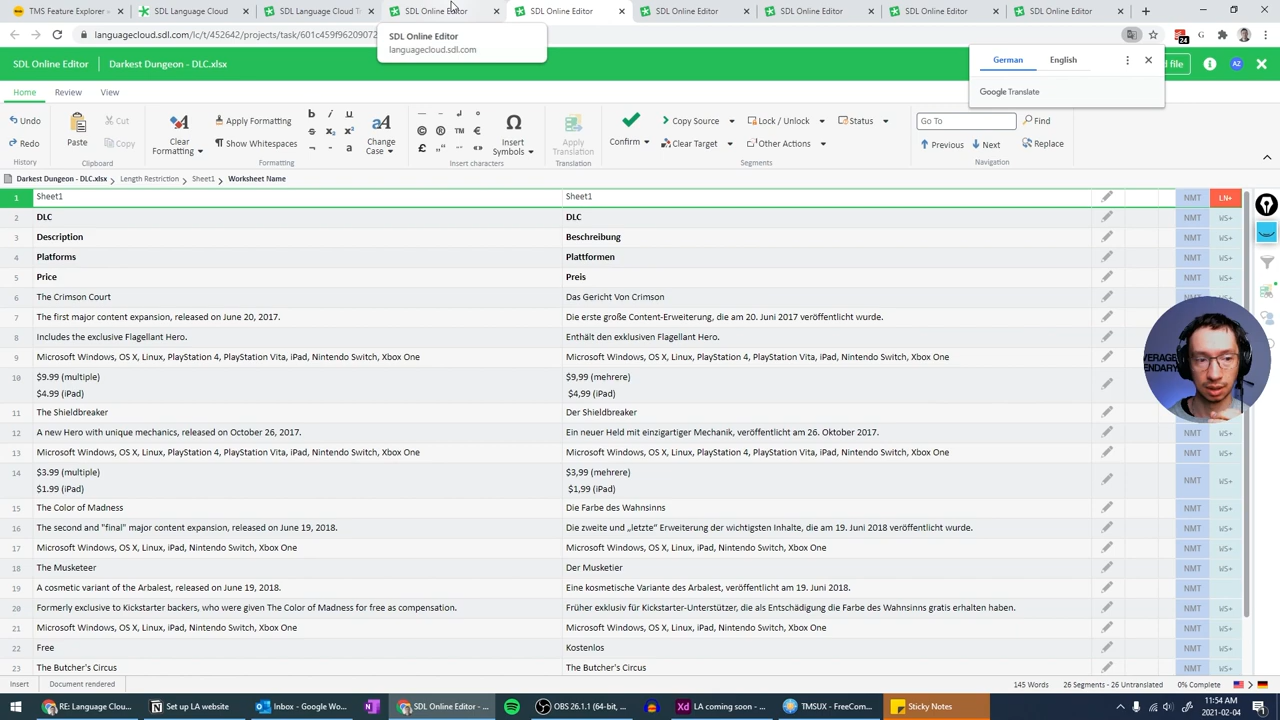 TMS Feature Explorer
SDL Language Cloud
SDL Language Cloud T
SDL Online Editor
SDL Online Editor
SDL Online Editor
SDL Online Editor
SDL Online Editor
SDL Online Editor
languagecloud.sdl.com/lc/t/452642/projects/task/601c459f96209072
24
SDL Online Editor
languagecloud.sdl.com
SDL Online Editor
Darkest Dungeon - DLC.xlsx
German
English
d file
AZ
Google Translate
Home
Review
View
Undo
Redo
History
Paste
Cut
Copy
Clipboard
Clear Formatting
Apply Formatting
Show Whitespaces
Change Case
Formatting
Insert Symbols
Insert characters
Apply Translation
Translation
Confirm
Copy Source
Clear Target
Lock / Unlock
Other Actions
Status
Segments
Go To
Find
Previous
Next
Replace
Navigation
Darkest Dungeon - DLC.xlsx > Length Restriction > Sheet1 > Worksheet Name
1 Sheet1 Sheet1 NMT LN+
2 DLC DLC NMT WS+
3 Description Beschreibung NMT WS+
4 Platforms Plattformen NMT WS+
5 Price Preis NMT WS+
6 The Crimson Court Das Gericht Von Crimson
7 The first major content expansion, released on June 20, 2017. Die erste große Content-Erweiterung, die am 20. Juni 2017 veröffentlicht wurde.
8 Includes the exclusive Flagellant Hero. Enthält den exklusiven Flagellant Hero.
9 Microsoft Windows, OS X, Linux, PlayStation 4, PlayStation Vita, iPad, Nintendo Switch, Xbox One Microsoft Windows, OS X, Linux, PlayStation 4, PlayStation Vita, iPad, Nintendo Switch, Xbox One
10 $9.99 (multiple) $9,99 (mehrere)
$4.99 (iPad) $4,99 (iPad)
11 The Shieldbreaker Der Shieldbreaker
12 A new Hero with unique mechanics, released on October 26, 2017. Ein neuer Held mit einzigartiger Mechanik, veröffentlicht am 26. Oktober 2017. NMT WS+
13 Microsoft Windows, OS X, Linux, PlayStation 4, PlayStation Vita, iPad, Nintendo Switch, Xbox One Microsoft Windows, OS X, Linux, PlayStation 4, PlayStation Vita, iPad, Nintendo Switch, Xbox One NMT WS+
14 $3.99 (multiple) $3,99 (mehrere) NMT WS+
$1.99 (iPad) $1,99 (iPad)
15 The Color of Madness Die Farbe des Wahnsinns NMT WS+
16 The second and "final" major content expansion, released on June 19, 2018. Die zweite und „letzte“ Erweiterung der wichtigsten Inhalte, die am 19. Juni 2018 veröffentlicht wurde. NMT WS+
17 Microsoft Windows, OS X, Linux, iPad, Nintendo Switch, Xbox One Microsoft Windows, OS X, Linux, iPad, Nintendo Switch, Xbox One NMT WS+
18 The Musketeer Der Musketier NMT WS+
19 A cosmetic variant of the Arbalest, released on June 19, 2018. Eine kosmetische Variante des Arbalest, veröffentlicht am 19. Juni 2018. NMT
20 Formerly exclusive to Kickstarter backers, who were given The Color of Madness for free as compensation. Früher exklusiv für Kickstarter-Unterstützer, die als Entschädigung die Farbe des Wahnsinns gratis erhalten haben. NMT WS+
21 Microsoft Windows, OS X, Linux, iPad, Nintendo Switch, Xbox One Microsoft Windows, OS X, Linux, iPad, Nintendo Switch, Xbox One NMT WS+
22 Free Kostenlos NMT WS+
23 The Butcher's Circus The Butcher's Circus NMT WS+
Insert
Document rendered
145 Words
26 Segments - 26 Untranslated
0% Complete
RE: Language Clou...
Set up LA website
Inbox - Google Wo...
SDL Online Editor - ...
OBS 26.1.1 (64-bit, ...
LA coming soon - ...
TMSUX - FreeCom...
Sticky Notes
11:54 AM
2021-02-04